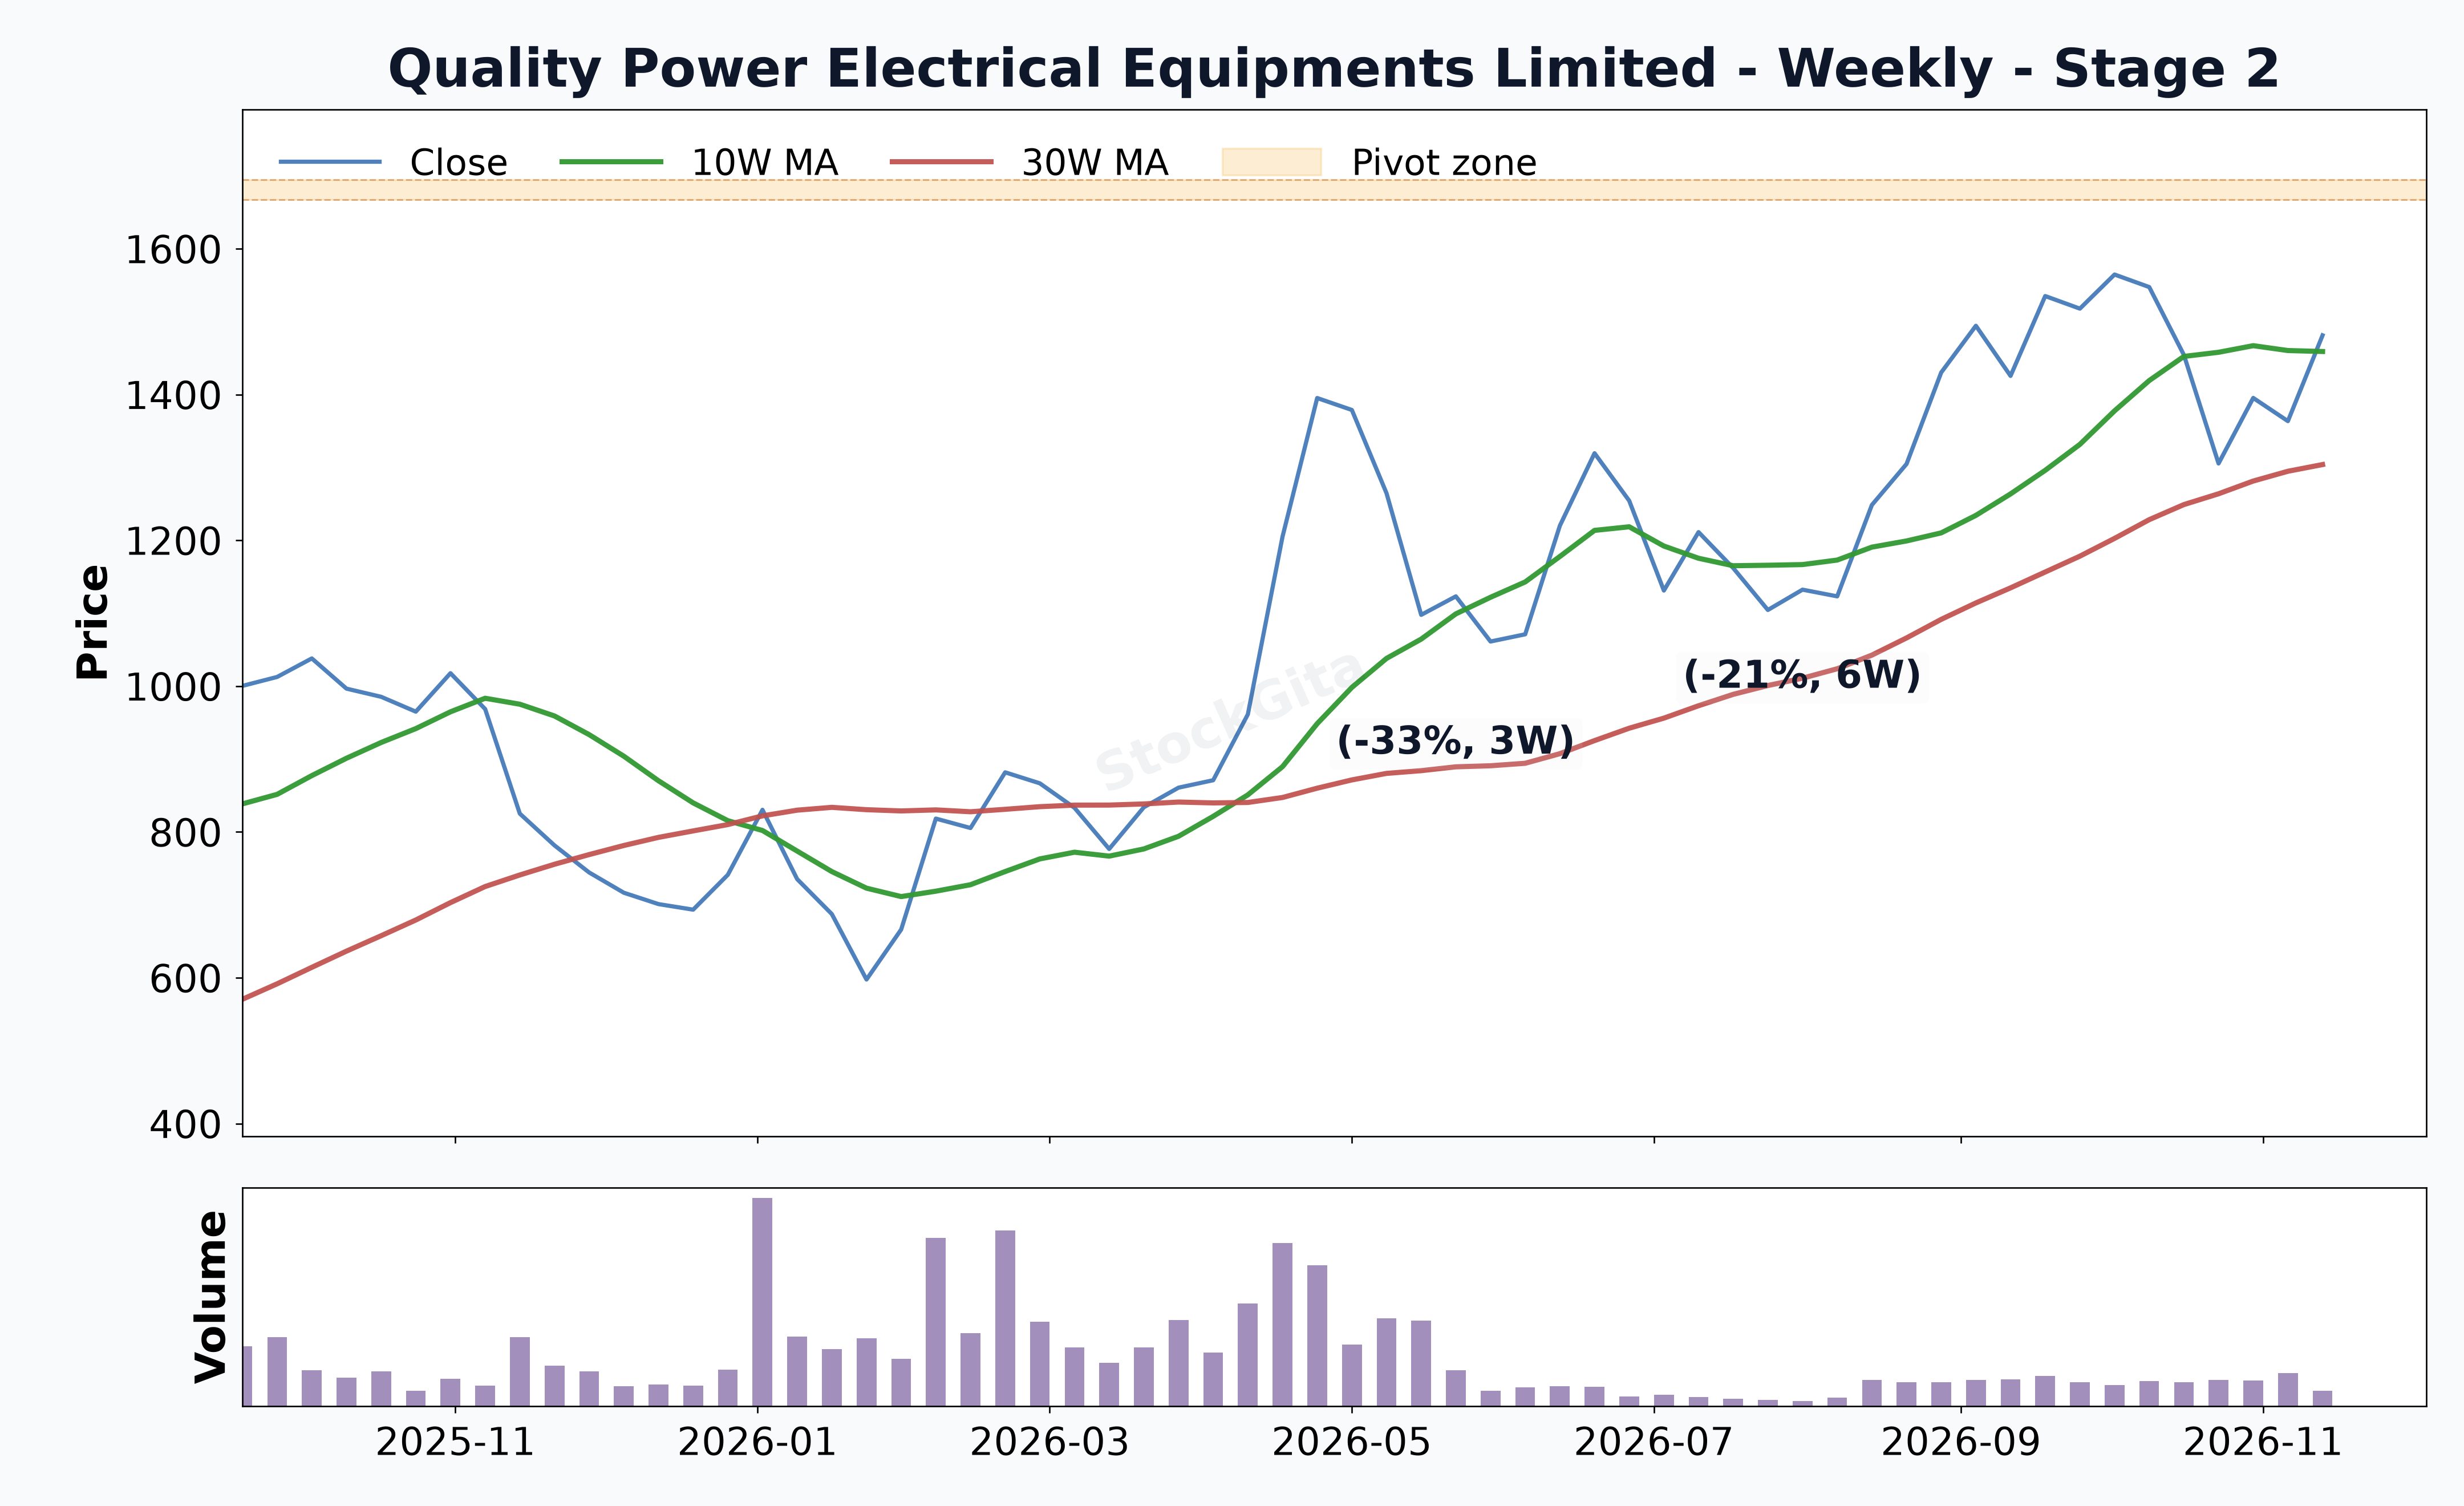 Quality Power Electrical Equipments Limited - Weekly - Stage 2
Close 10W MA 30W MA Pivot zone
Price
1600
1400
1200
1000
800
600
400
(-21%, 6W)
(-33%, 3W)
StockGita
Volume
2025-11 2026-01 2026-03 2026-05 2026-07 2026-09 2026-11